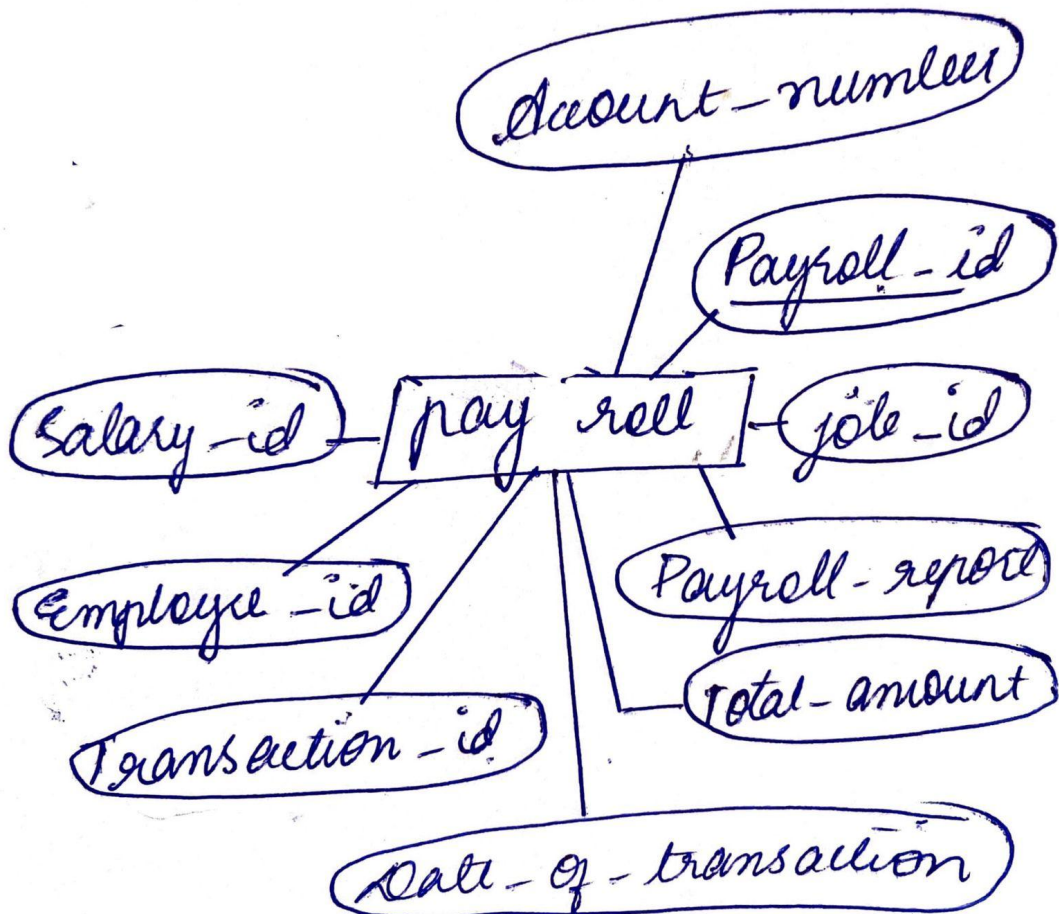 Account_number
Payroll_id
Salary_id
pay roll
job_id
Employee_id
Payroll_report
Transaction_id
Total_amount
Date_of_transaction